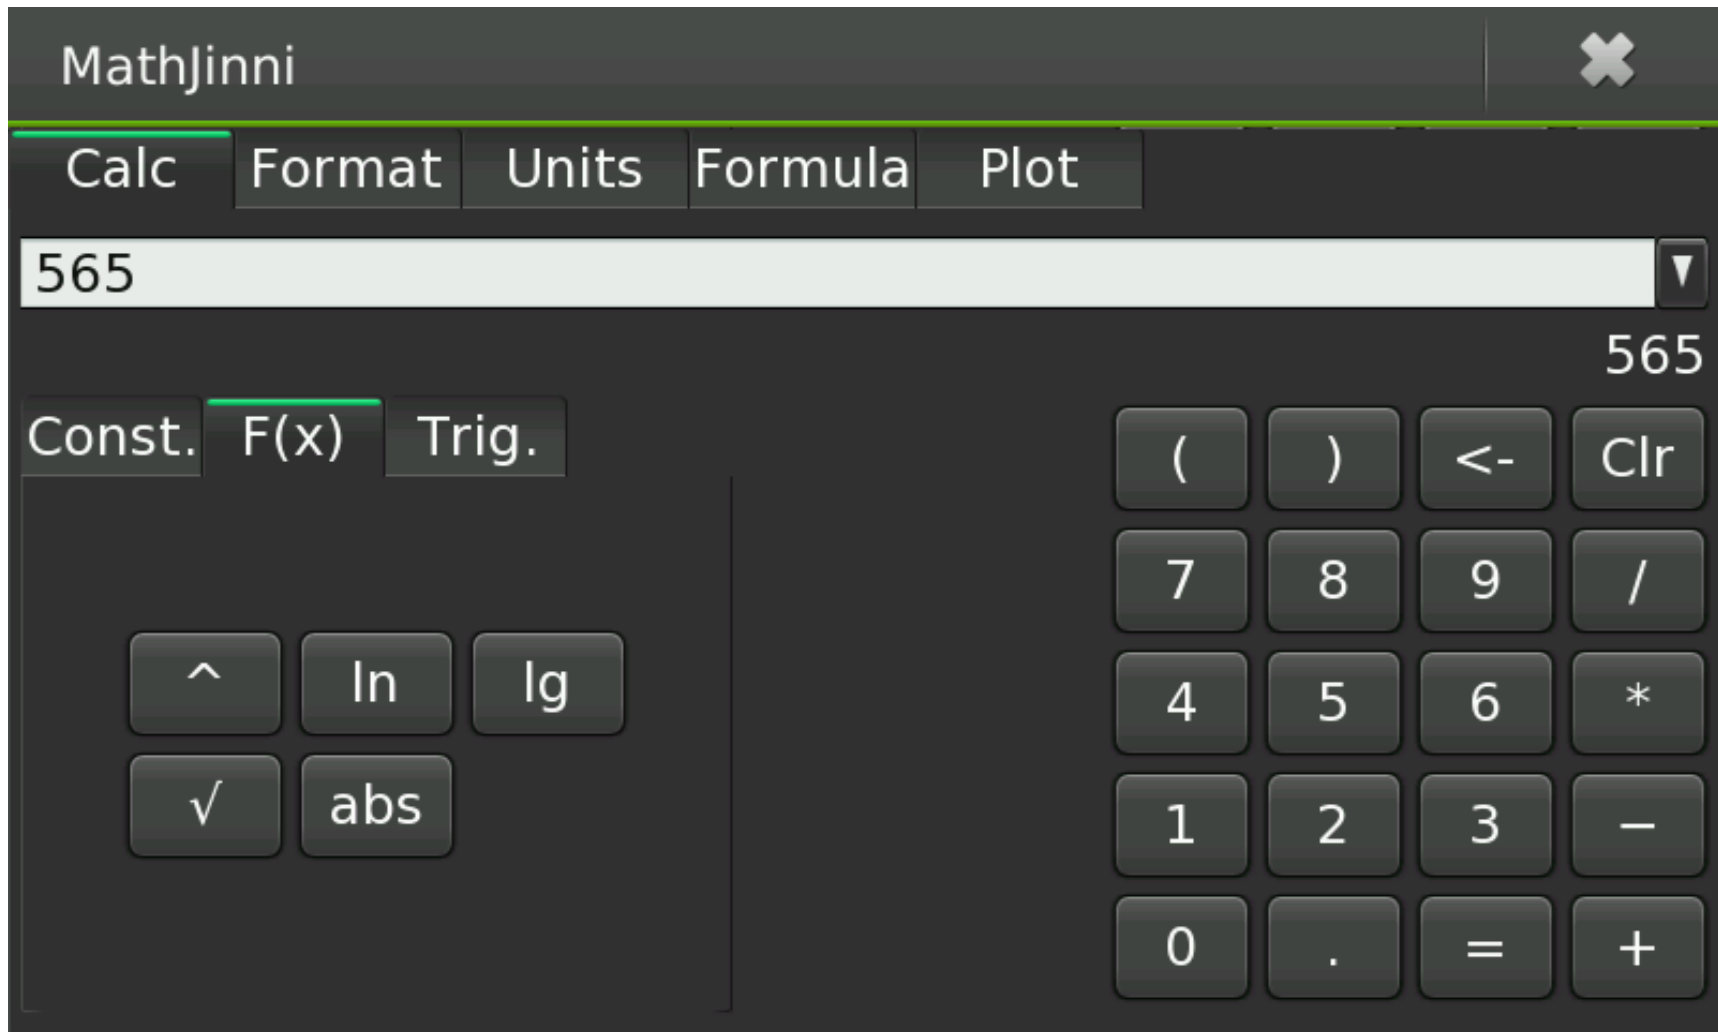 MathJinni ✖
Calc Format Units Formula Plot
565 ▼
565
Const. F(x) Trig.
( ) <- Clr
7 8 9 /
^ ln lg
4 5 6 *
√ abs
1 2 3 −
0 . = +